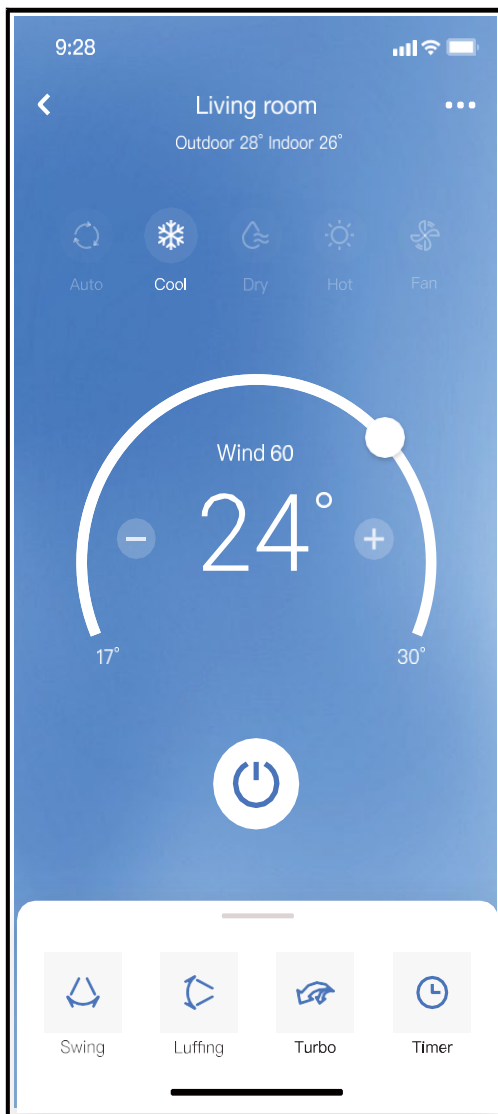 9:28
Living room
Outdoor 28° Indoor 26°
Auto Cool Dry Hot Fan
Wind 60
24°
17° 30°
Swing Luffing Turbo Timer